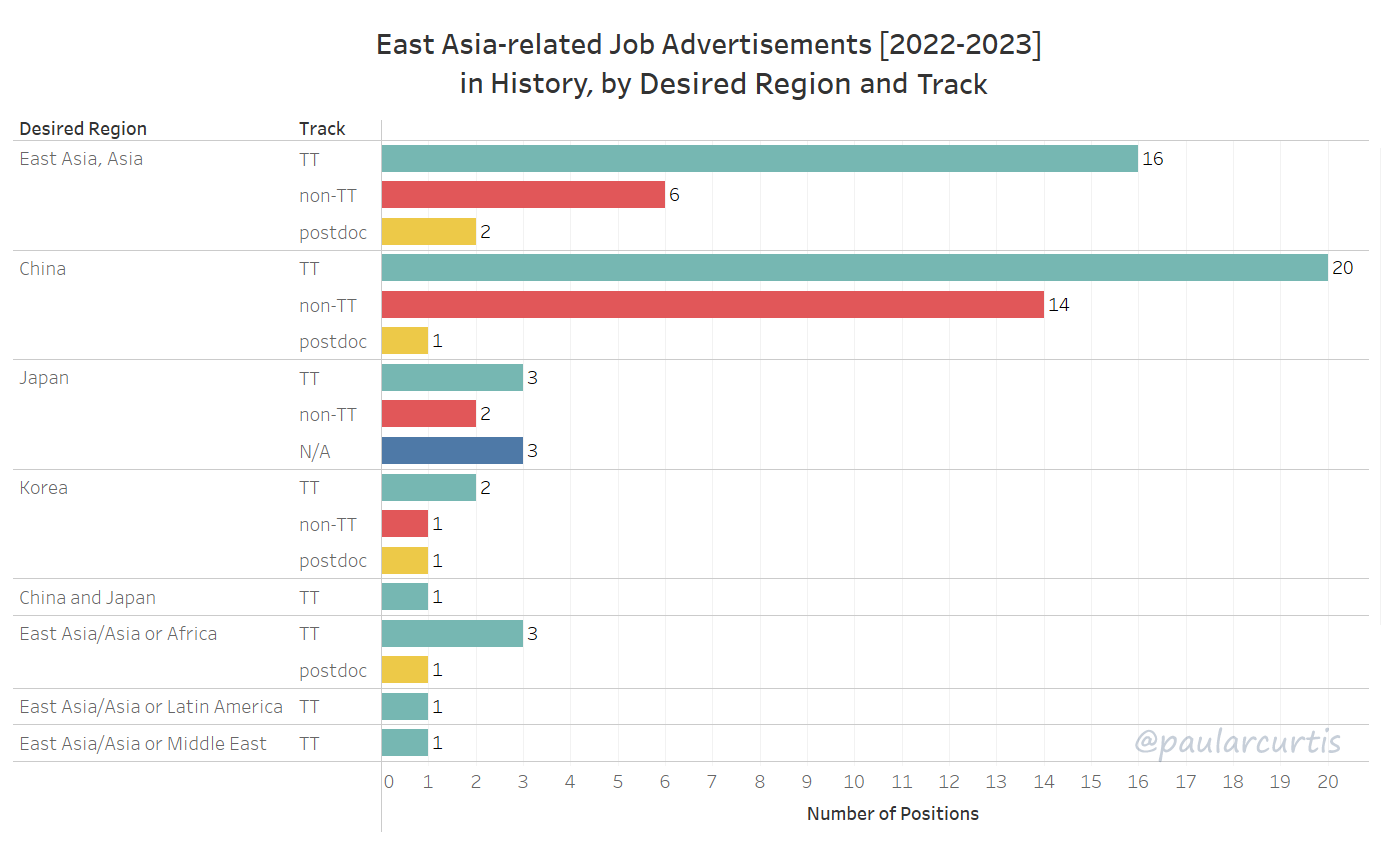 East Asia-related Job Advertisements [2022-2023]
in History, by Desired Region and Track
Desired Region Track
East Asia, Asia TT 16
non-TT 6
postdoc 2
China TT 20
non-TT 14
postdoc 1
Japan TT 3
non-TT 2
N/A 3
Korea TT 2
non-TT 1
postdoc 1
China and Japan TT 1
East Asia/Asia or Africa TT 3
postdoc 1
East Asia/Asia or Latin America TT 1
East Asia/Asia or Middle East TT 1
@paularcurtis
0 1 2 3 4 5 6 7 8 9 10 11 12 13 14 15 16 17 18 19 20
Number of Positions